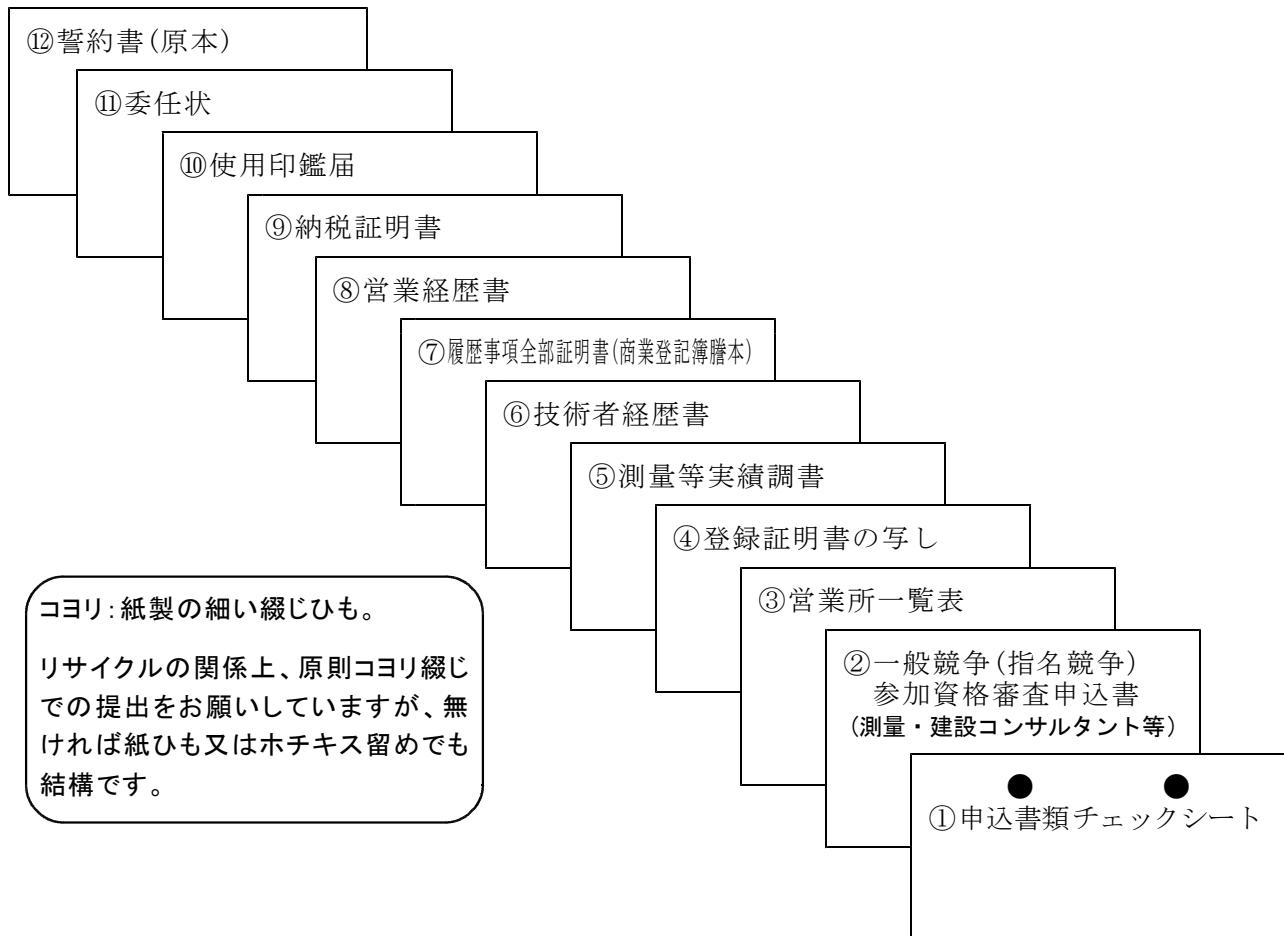 ⑫誓約書(原本)
⑪委任状
⑩使用印鑑届
⑨納税証明書
⑧営業経歴書
⑦履歴事項全部証明書(商業登記簿謄本)
⑥技術者経歴書
⑤測量等実績調書
④登録証明書の写し
③営業所一覧表
②一般競争(指名競争)
参加資格審査申込書
(測量・建設コンサルタント等)
①申込書類チェックシート
コヨリ:紙製の細い綴じひも。
リサイクルの関係上、原則コヨリ綴じ
での提出をお願いしていますが、無
ければ紙ひも又はホチキス留めでも
結構です。